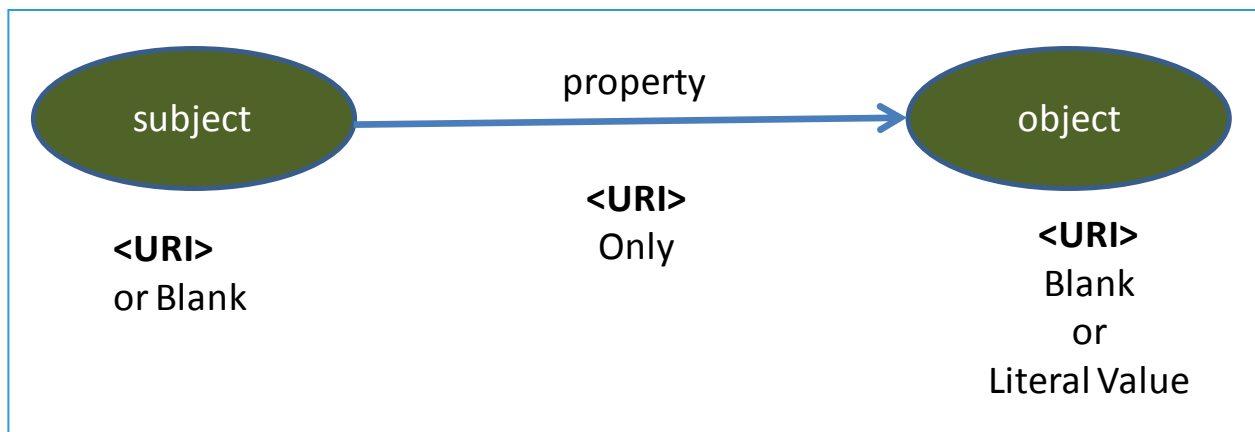 subject
property
object
<URI>
or Blank
<URI>
Only
<URI>
Blank
or
Literal Value